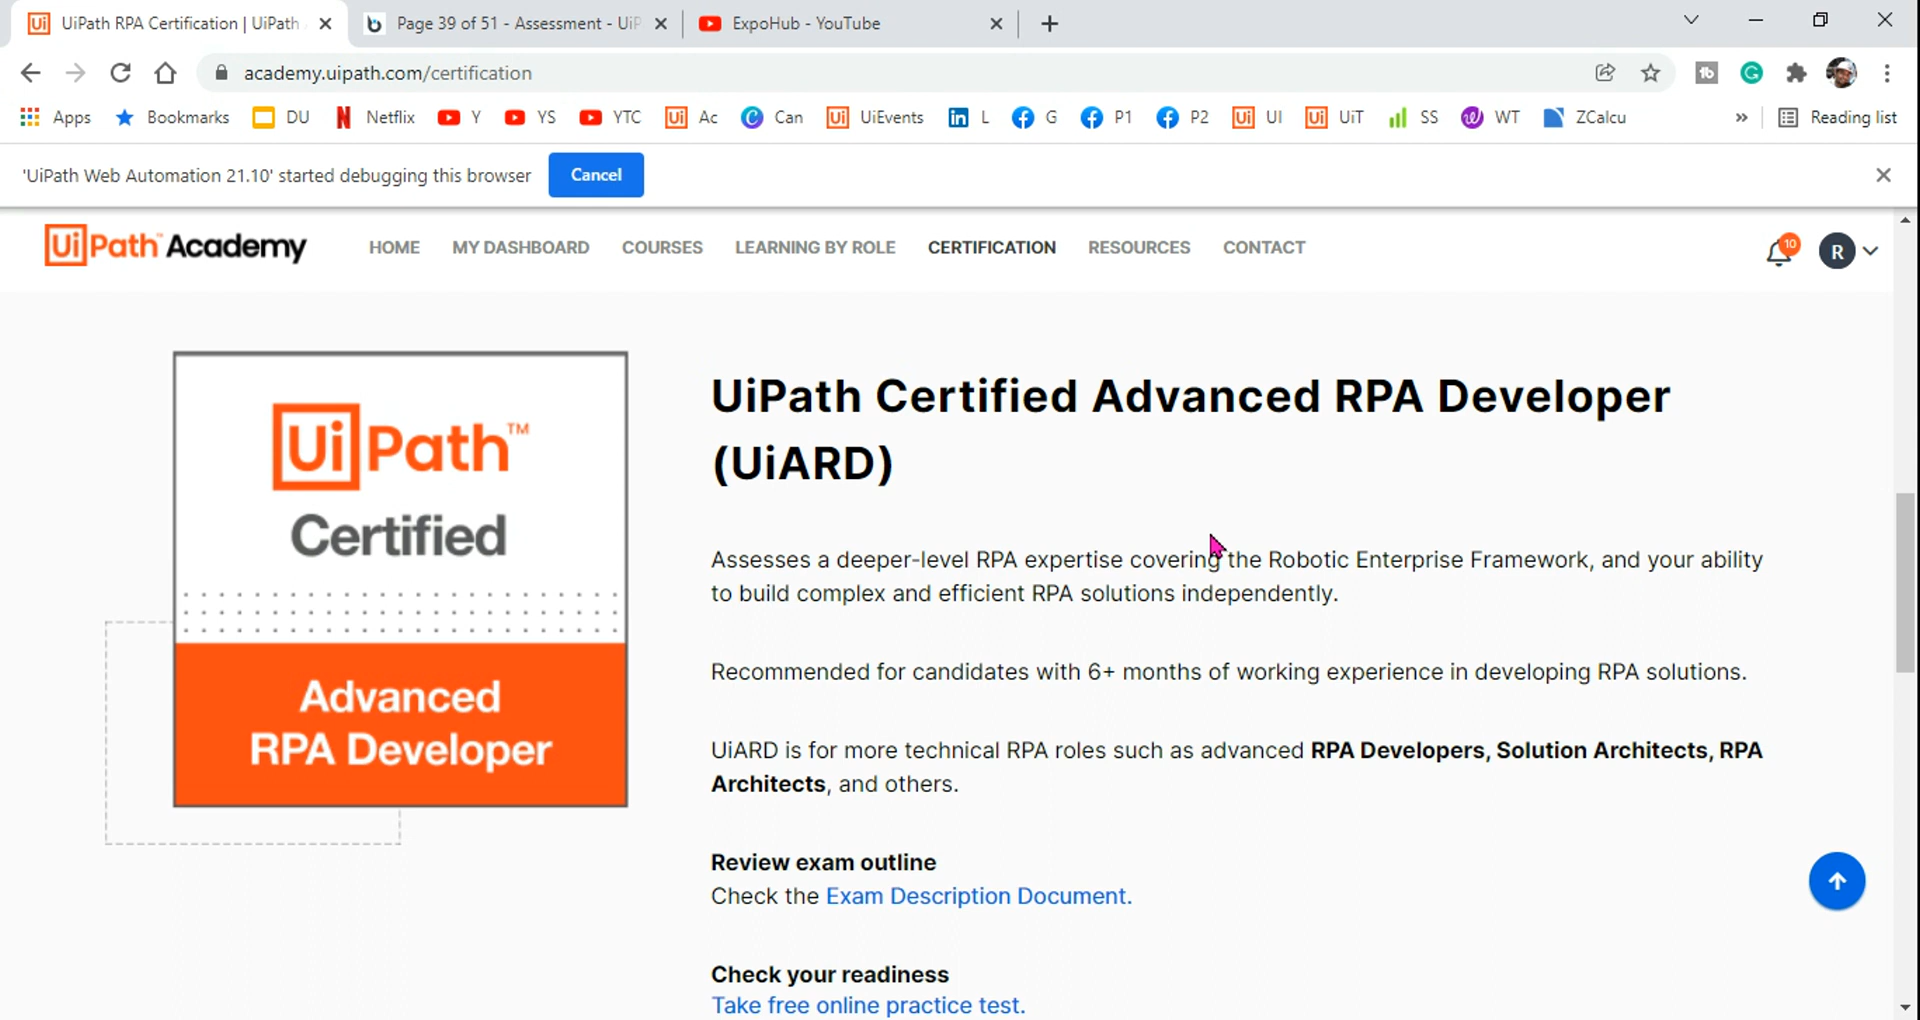 UiPath RPA Certification | UiPath
Page 39 of 51 - Assessment - UiP
ExpoHub - YouTube
academy.uipath.com/certification
Apps
Bookmarks
DU
Netflix
Y
YS
YTC
Ac
Can
UiEvents
L
G
P1
P2
UI
UiT
SS
WT
ZCalcu
»
Reading list
'UiPath Web Automation 21.10' started debugging this browser
Cancel
UiPath™ Academy
HOME
MY DASHBOARD
COURSES
LEARNING BY ROLE
CERTIFICATION
RESOURCES
CONTACT
10
R
UiPath™
Certified
Advanced
RPA Developer
UiPath Certified Advanced RPA Developer
(UiARD)
Assesses a deeper-level RPA expertise covering the Robotic Enterprise Framework, and your ability
to build complex and efficient RPA solutions independently.
Recommended for candidates with 6+ months of working experience in developing RPA solutions.
UiARD is for more technical RPA roles such as advanced RPA Developers, Solution Architects, RPA
Architects, and others.
Review exam outline
Check the Exam Description Document.
Check your readiness
Take free online practice test.